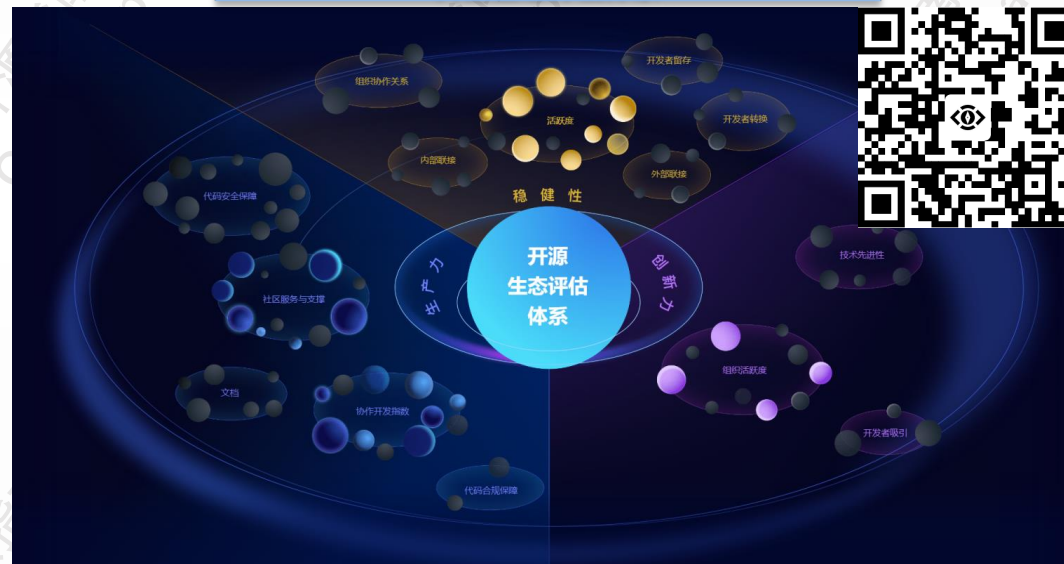 组织协作关系
开发者留存
活跃度
开发者转换
内部联接
外部联接
代码安全保障
稳 健 性
技术先进性
开源
生态评估
体系
生产力
创新力
社区服务与支撑
组织活跃度
文档
协作开发指数
开发者吸引
代码合规保障